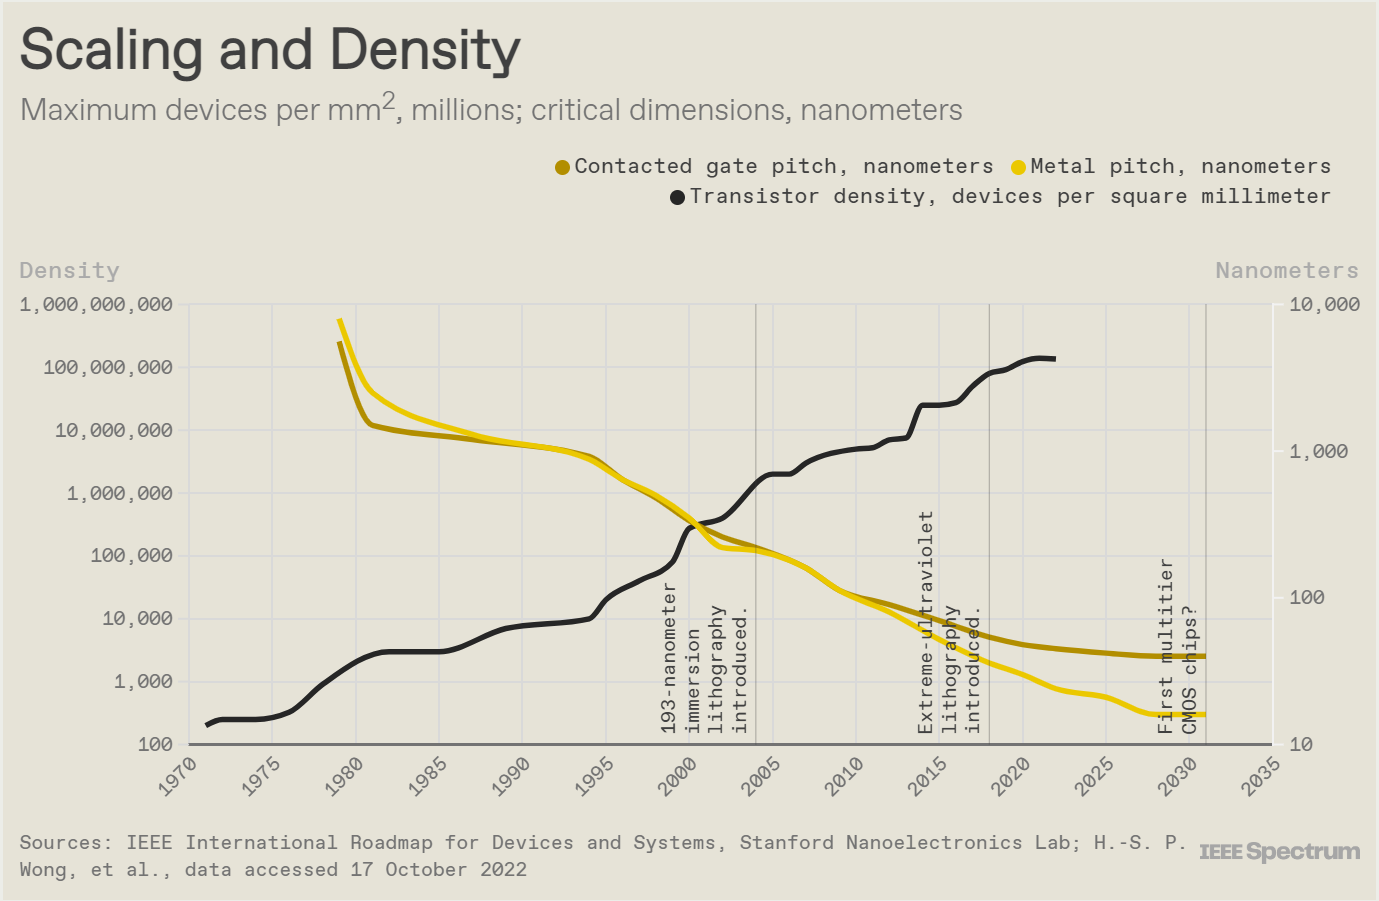 Scaling and Density
Maximum devices per mm², millions; critical dimensions, nanometers
Contacted gate pitch, nanometers
Metal pitch, nanometers
Transistor density, devices per square millimeter
Density
Nanometers
1,000,000,000
100,000,000
10,000,000
1,000,000
100,000
10,000
1,000
100
10,000
1,000
100
10
193-nanometer
immersion
lithography
introduced.
Extreme-ultraviolet
lithography
introduced.
First multitier
CMOS chips?
1970
1975
1980
1985
1990
1995
2000
2005
2010
2015
2020
2025
2030
2035
Sources: IEEE International Roadmap for Devices and Systems, Stanford Nanoelectronics Lab; H.-S. P.
Wong, et al., data accessed 17 October 2022
IEEE Spectrum